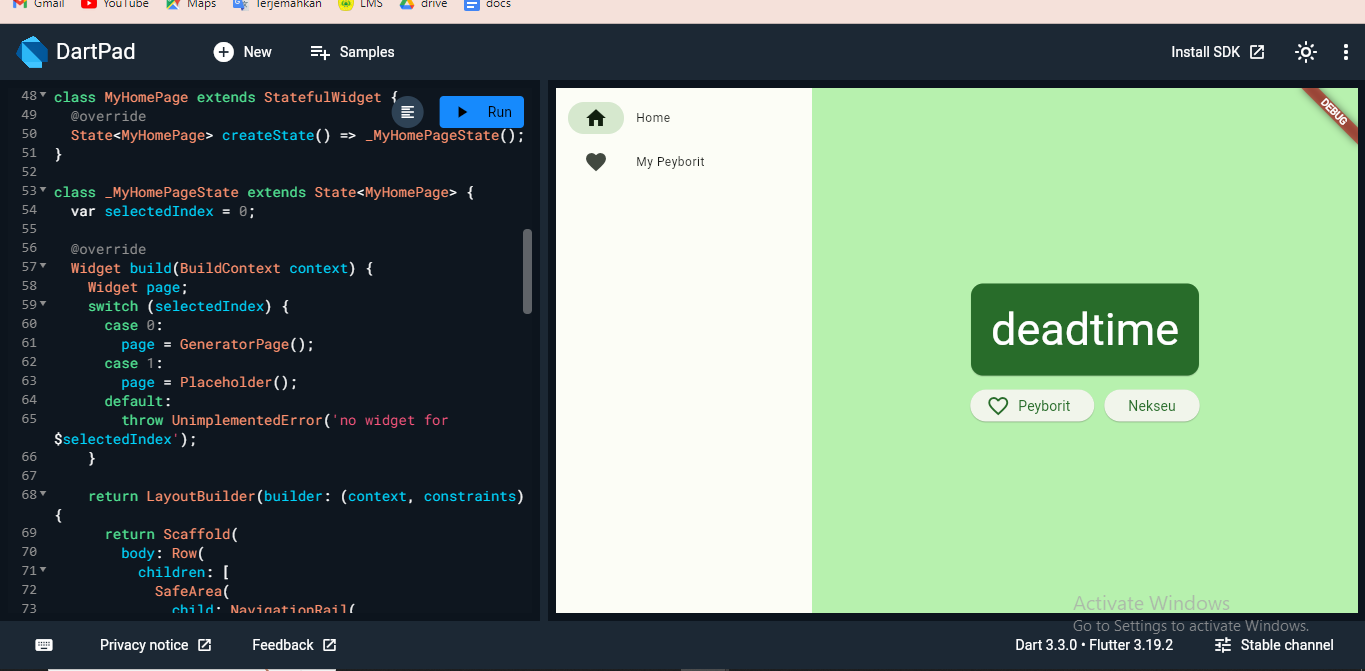 Gmail YouTube Maps Terjemahkan LMS drive docs
DartPad New Samples Install SDK
48 class MyHomePage extends StatefulWidget {
49 @override
50 State<MyHomePage> createState() => _MyHomePageState();
51 }
52
53 class _MyHomePageState extends State<MyHomePage> {
54 var selectedIndex = 0;
55
56 @override
57 Widget build(BuildContext context) {
58 Widget page;
59 switch (selectedIndex) {
60 case 0:
61 page = GeneratorPage();
62 case 1:
63 page = Placeholder();
64 default:
65 throw UnimplementedError('no widget for
$selectedIndex');
66 }
67
68 return LayoutBuilder(builder: (context, constraints)
{
69 return Scaffold(
70 body: Row(
71 children: [
72 SafeArea(
73 child: NavigationRail(
Run
Home
My Peyborit
DEBUG
deadtime
Peyborit Nekseu
Activate Windows
Go to Settings to activate Windows.
Privacy notice Feedback Dart 3.3.0 • Flutter 3.19.2 Stable channel